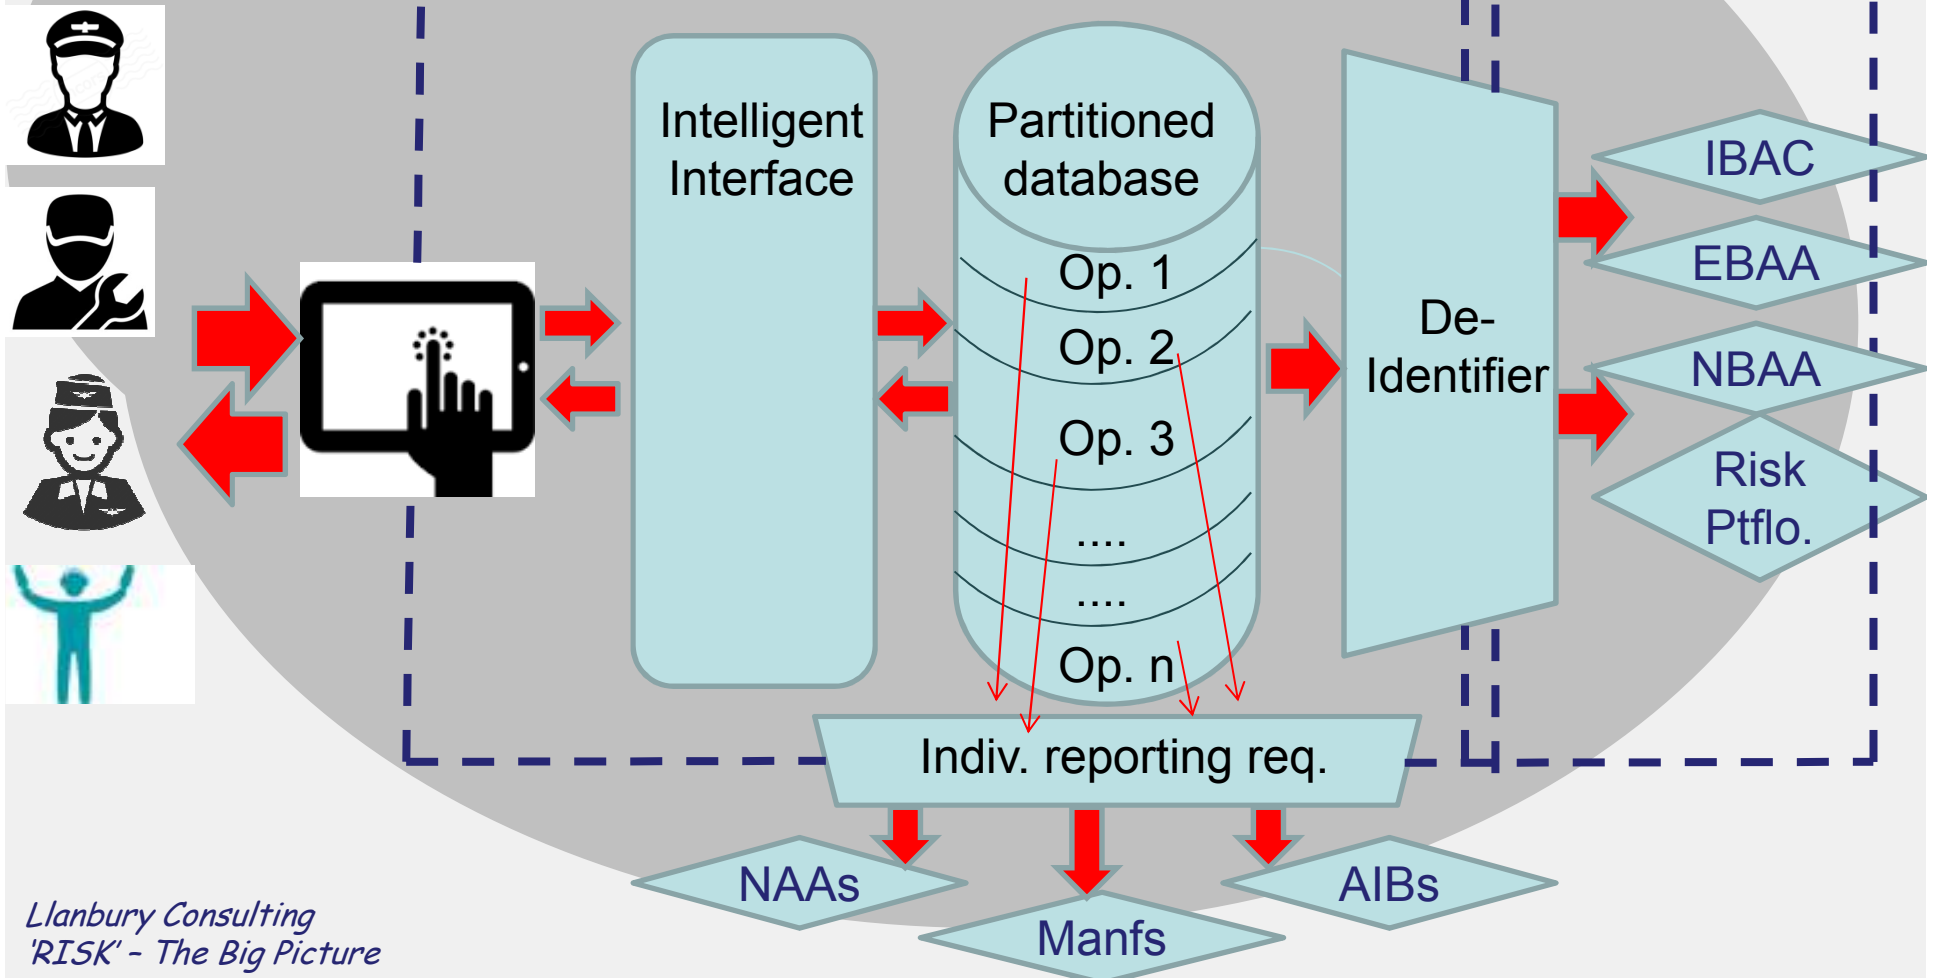 Intelligent
Interface
Partitioned
database
Op. 1
Op. 2
Op. 3
....
....
Op. n
De-
Identifier
IBAC
EBAA
NBAA
Risk
Ptflo.
Indiv. reporting req.
NAAs
Manfs
AIBs
Llanbury Consulting
'RISK' – The Big Picture